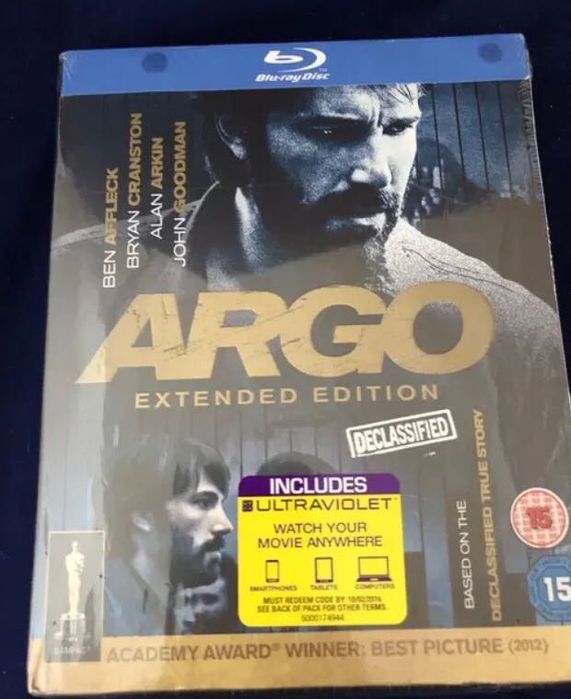 Blu-ray Disc
BEN AFFLECK
BRYAN CRANSTON
ALAN ARKIN
JOHN GOODMAN
ARGO
EXTENDED EDITION
DECLASSIFIED
INCLUDES
ULTRAVIOLET
WATCH YOUR
MOVIE ANYWHERE
SMARTPHONES TABLETS COMPUTERS
MUST REDEEM CODE BY 10/02/2016
SEE BACK OF PACK FOR OTHER TERMS.
5000174944
BASED ON THE
DECLASSIFIED TRUE STORY
15
15
ACADEMY AWARD® WINNER: BEST PICTURE (2012)